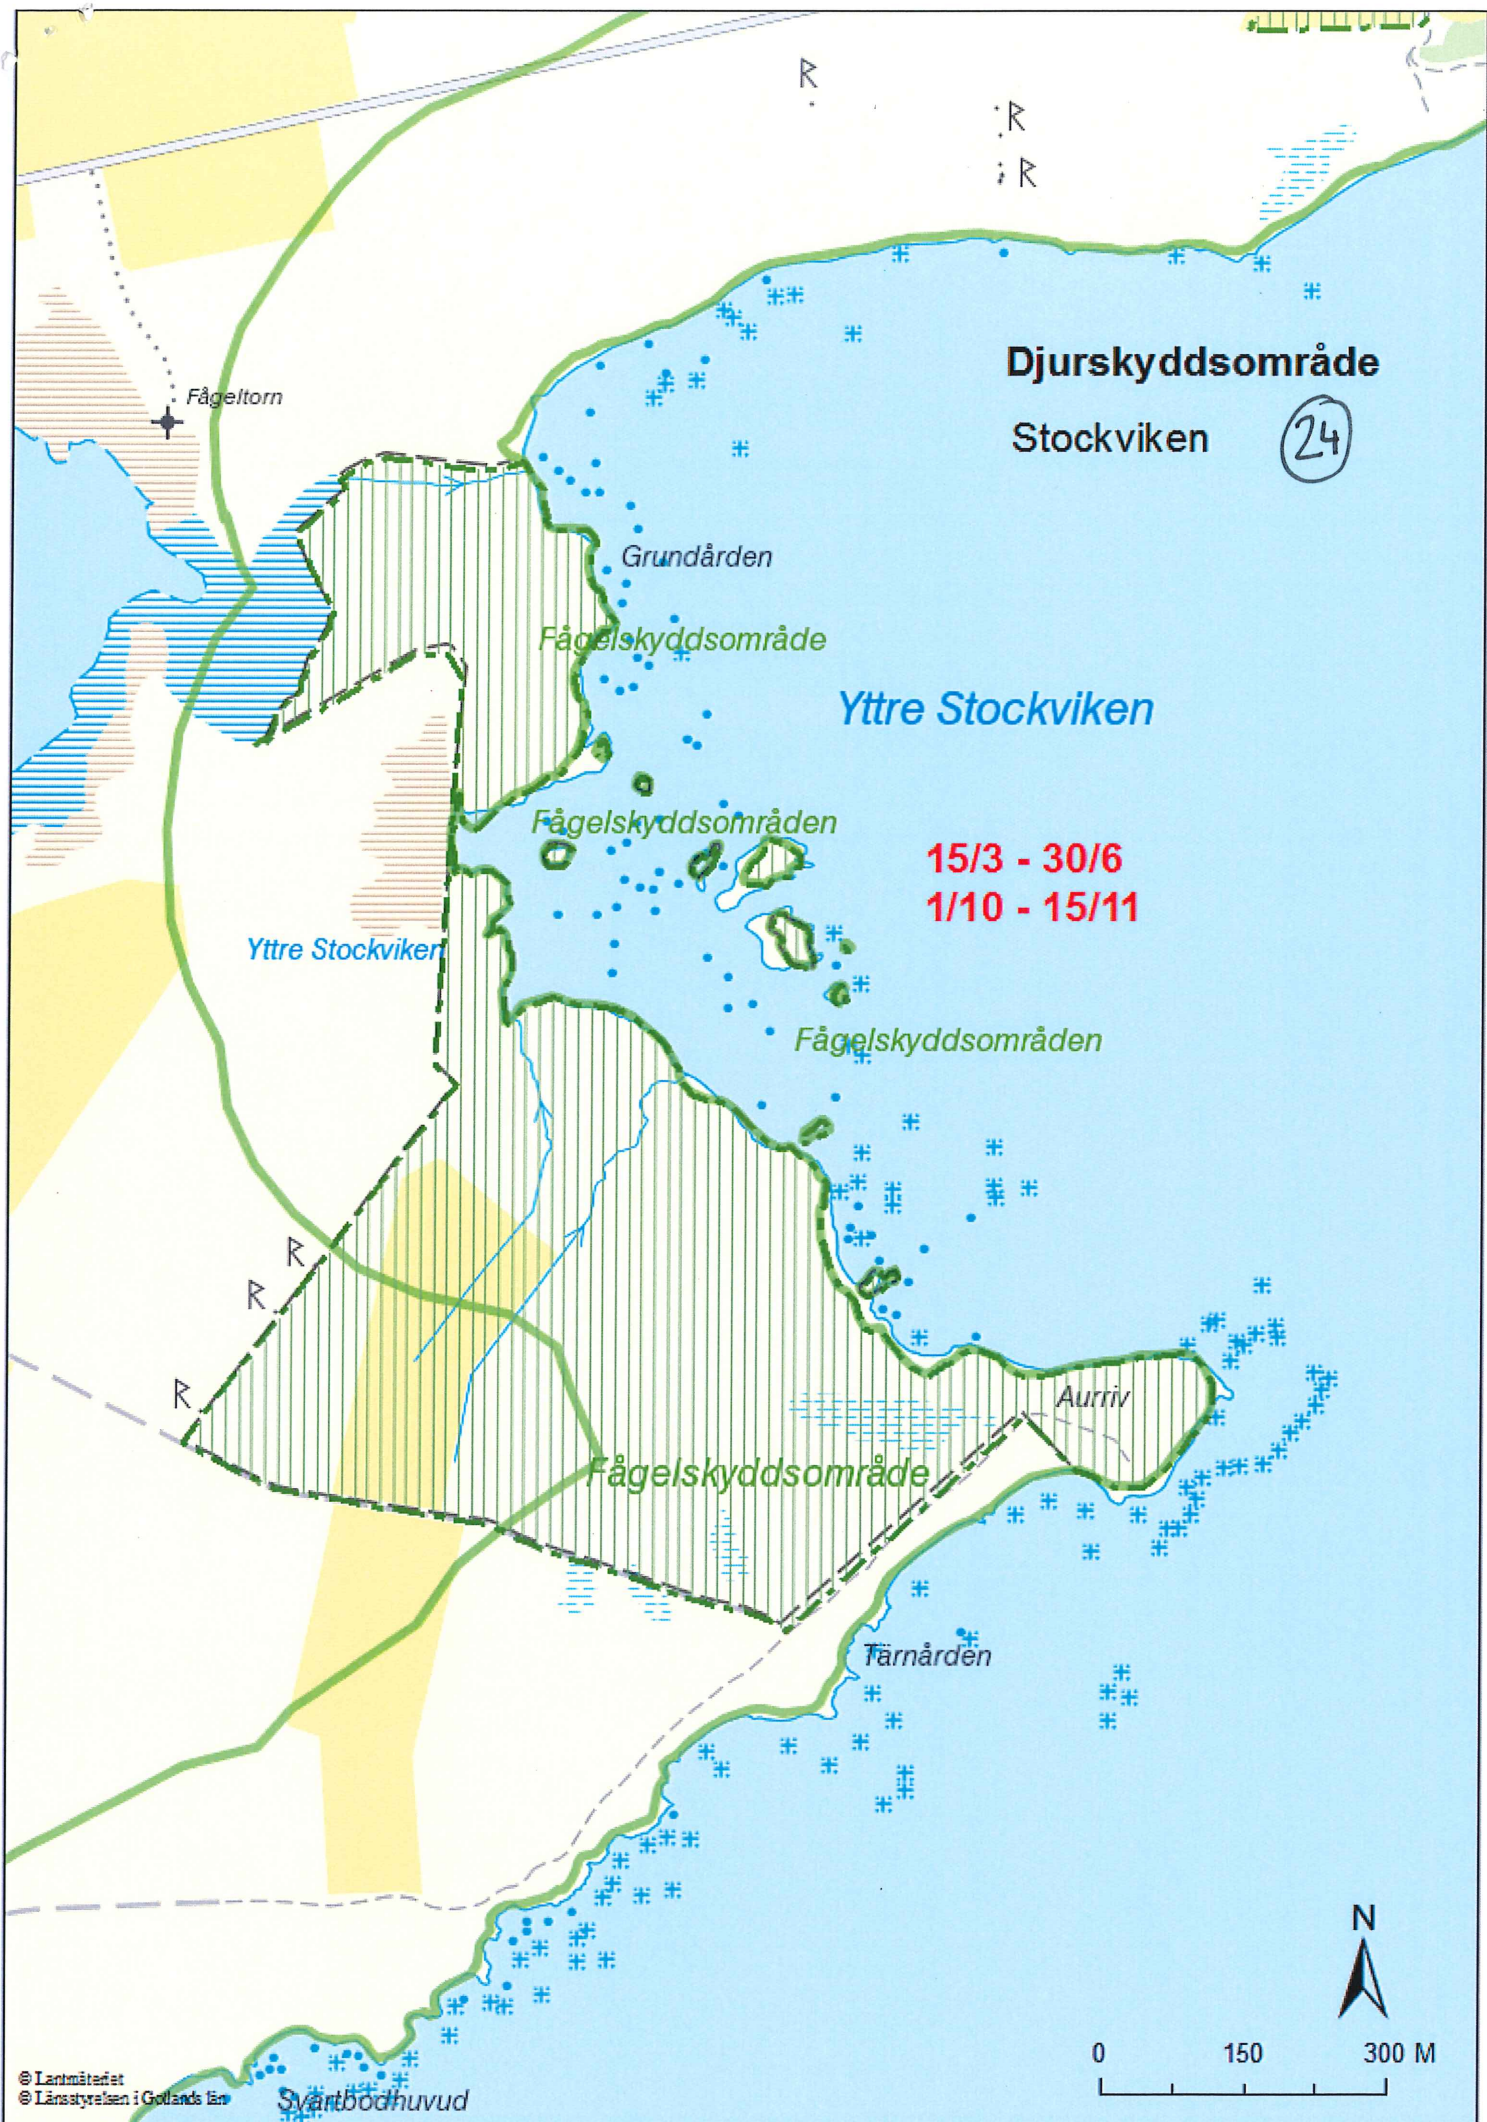 R
R
R
Djurskyddsområde
Fågeltorn
Stockviken 24
Grundården
Fågelskyddsområde
Yttre Stockviken
Fågelskyddsområden
15/3 - 30/6
1/10 - 15/11
Yttre Stockviken
Fågelskyddsområden
R
R
R
Aurriv
Fågelskyddsområde
Tärnården
N
0 150 300 M
© Lantmäteriet
© Länsstyrelsen i Gotlands län
Svartbodhuvud